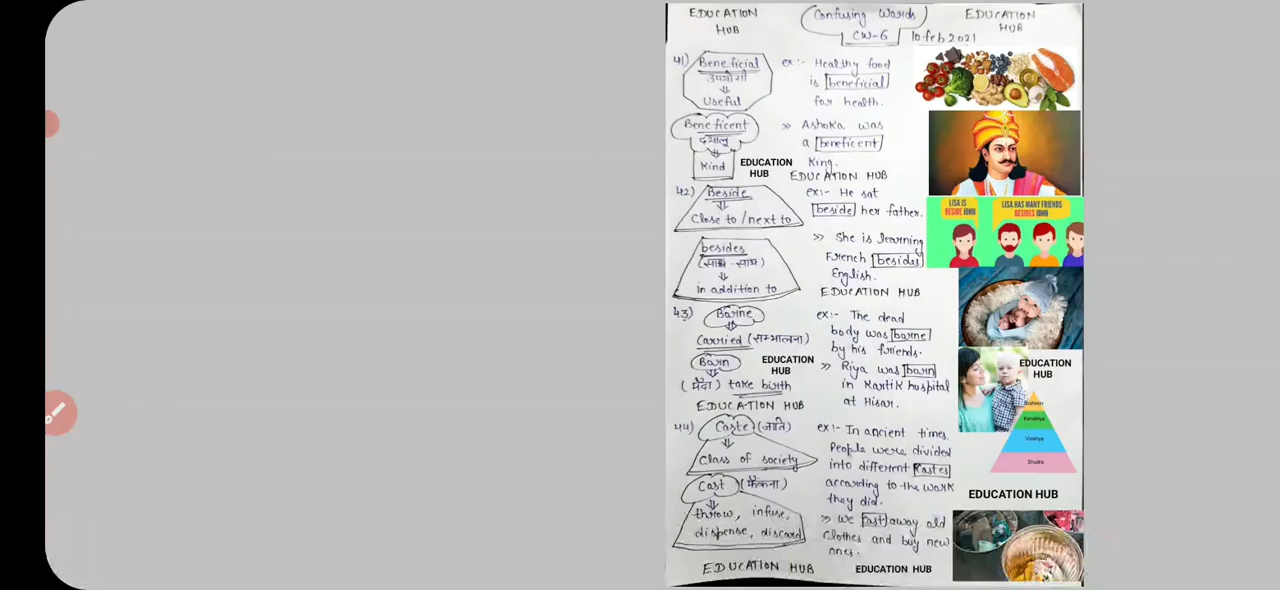 EDUCATION
HUB
Confusing Words
CW-6
EDUCATION
HUB
10 feb 2021
41) Beneficial
उपयोगी
⇓
Useful
ex :- Healthy food
is beneficial
for health.
Beneficent
दयालु
Kind
» Ashoka was
a beneficent
King.
EDUCATION
HUB
EDUCATION HUB
42) Beside
⇓
Close to / next to
ex:- He sat
beside her father.
LISA IS
BESIDE JOHN
LISA HAS MANY FRIENDS
BESIDES JOHN
besides
(साथ - साथ)
↓
in addition to
» She is learning
French besides
English.
EDUCATION HUB
43) Borne
⇓
Carried (सम्भालना)
ex:- The dead
body was borne
by his friends.
Born
⇓
(पैदा) take birth
EDUCATION
HUB
» Riya was born
in Kartik hospital
at Hisar.
EDUCATION
HUB
EDUCATION HUB
44) Caste (जाति)
⇓
Class of society
ex:- In ancient times,
People were divided
into different Castes
according to the work
they did.
Brahmin
Kshatriya
Vaishya
Shudra
EDUCATION HUB
Cast (फेंकना)
⇓
throw, infuse,
dispense, discard
» We cast away old
clothes and buy new
ones.
EDUCATION HUB
EDUCATION HUB